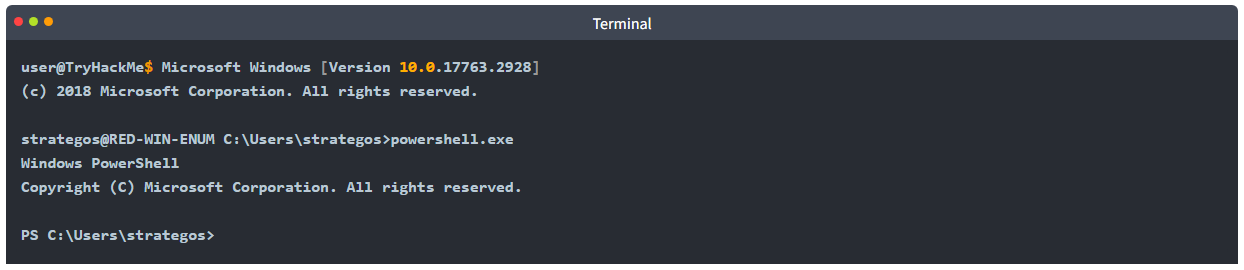 Terminal
user@TryHackMe$ Microsoft Windows [Version 10.0.17763.2928]
(c) 2018 Microsoft Corporation. All rights reserved.
strategos@RED-WIN-ENUM C:\Users\strategos>powershell.exe
Windows PowerShell
Copyright (C) Microsoft Corporation. All rights reserved.
PS C:\Users\strategos>